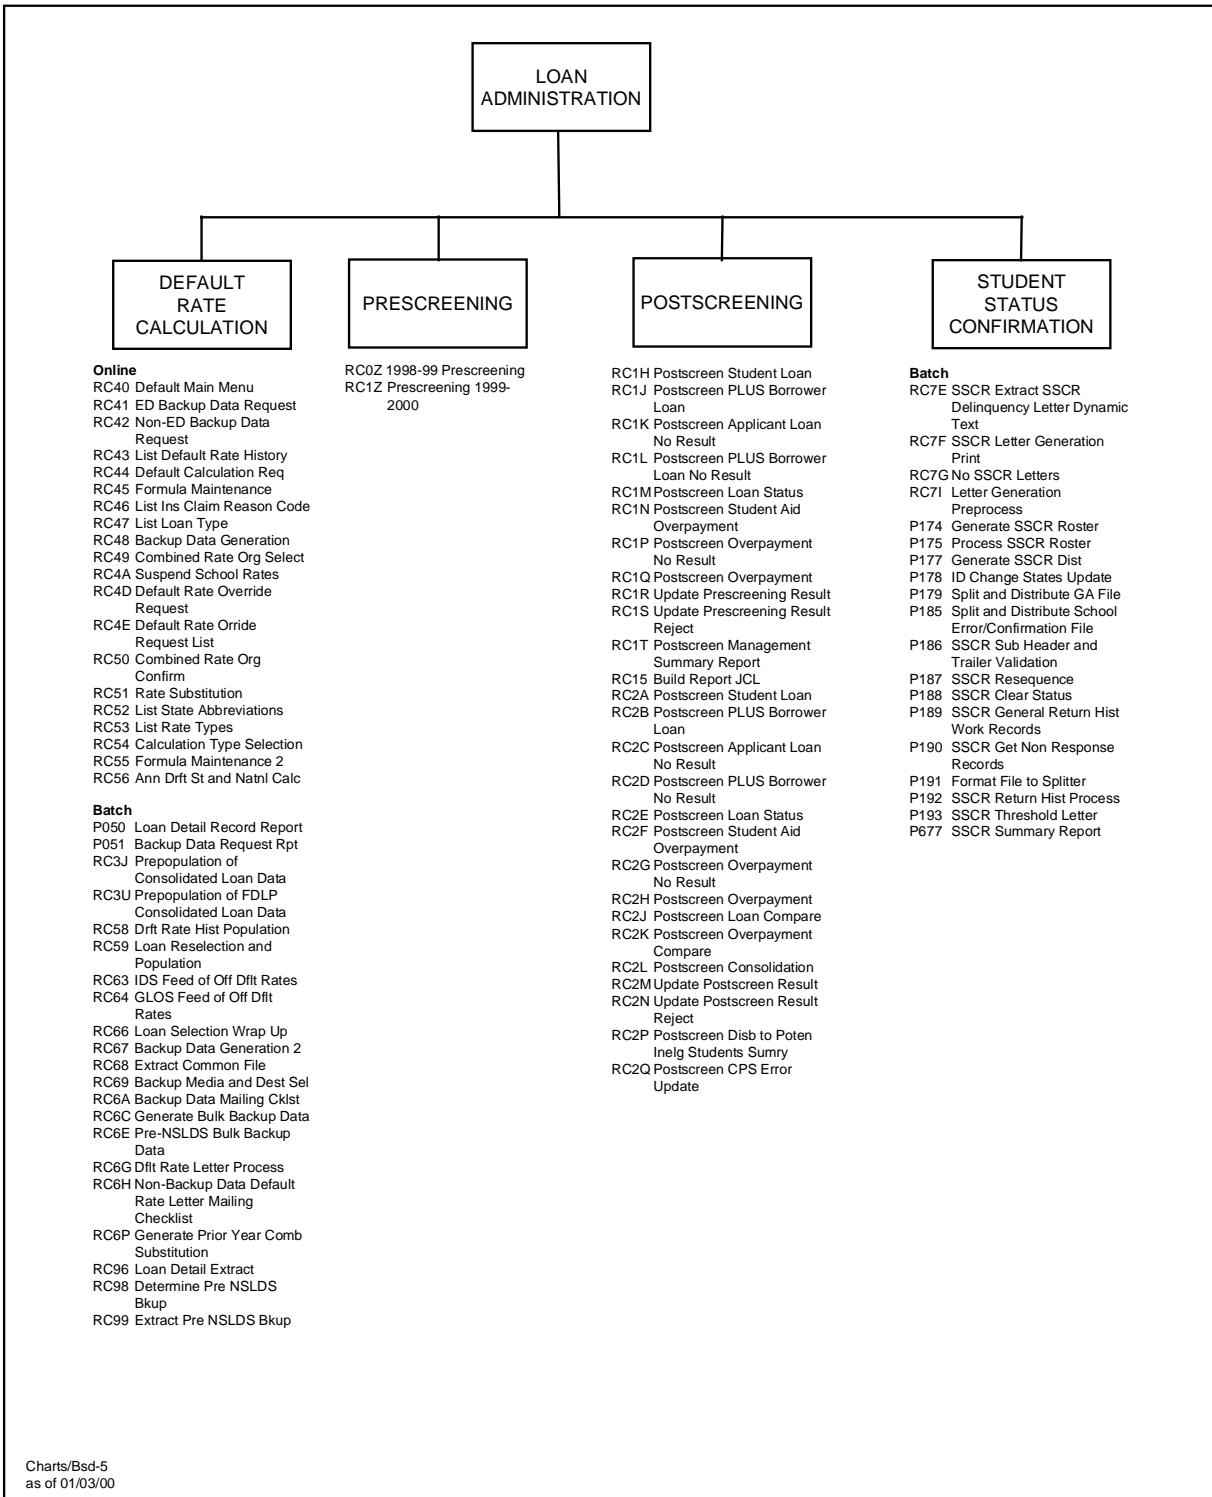 LOAN
ADMINISTRATION
DEFAULT
RATE
CALCULATION
PRESCREENING
POSTSCREENING
STUDENT
STATUS
CONFIRMATION
Online
RC40 Default Main Menu
RC41 ED Backup Data Request
RC42 Non-ED Backup Data
Request
RC43 List Default Rate History
RC44 Default Calculation Req
RC45 Formula Maintenance
RC46 List Ins Claim Reason Code
RC47 List Loan Type
RC48 Backup Data Generation
RC49 Combined Rate Org Select
RC4A Suspend School Rates
RC4D Default Rate Override
Request
RC4E Default Rate Orride
Request List
RC50 Combined Rate Org
Confirm
RC51 Rate Substitution
RC52 List State Abbreviations
RC53 List Rate Types
RC54 Calculation Type Selection
RC55 Formula Maintenance 2
RC56 Ann Drft St and Natnl Calc
Batch
P050 Loan Detail Record Report
P051 Backup Data Request Rpt
RC3J Prepopulation of
Consolidated Loan Data
RC3U Prepopulation of FDLP
Consolidated Loan Data
RC58 Drft Rate Hist Population
RC59 Loan Reselection and
Population
RC63 IDS Feed of Off Dflt Rates
RC64 GLOS Feed of Off Dflt
Rates
RC66 Loan Selection Wrap Up
RC67 Backup Data Generation 2
RC68 Extract Common File
RC69 Backup Media and Dest Sel
RC6A Backup Data Mailing Cklst
RC6C Generate Bulk Backup Data
RC6E Pre-NSLDS Bulk Backup
Data
RC6G Dflt Rate Letter Process
RC6H Non-Backup Data Default
Rate Letter Mailing
Checklist
RC6P Generate Prior Year Comb
Substitution
RC96 Loan Detail Extract
RC98 Determine Pre NSLDS
Bkup
RC99 Extract Pre NSLDS Bkup
RC0Z 1998-99 Prescreening
RC1Z Prescreening 1999-
2000
RC1H Postscreen Student Loan
RC1J Postscreen PLUS Borrower
Loan
RC1K Postscreen Applicant Loan
No Result
RC1L Postscreen PLUS Borrower
Loan No Result
RC1M Postscreen Loan Status
RC1N Postscreen Student Aid
Overpayment
RC1P Postscreen Overpayment
No Result
RC1Q Postscreen Overpayment
RC1R Update Prescreening Result
RC1S Update Prescreening Result
Reject
RC1T Postscreen Management
Summary Report
RC15 Build Report JCL
RC2A Postscreen Student Loan
RC2B Postscreen PLUS Borrower
Loan
RC2C Postscreen Applicant Loan
No Result
RC2D Postscreen PLUS Borrower
No Result
RC2E Postscreen Loan Status
RC2F Postscreen Student Aid
Overpayment
RC2G Postscreen Overpayment
No Result
RC2H Postscreen Overpayment
RC2J Postscreen Loan Compare
RC2K Postscreen Overpayment
Compare
RC2L Postscreen Consolidation
RC2M Update Postscreen Result
RC2N Update Postscreen Result
Reject
RC2P Postscreen Disb to Poten
Inelg Students Sumry
RC2Q Postscreen CPS Error
Update
Batch
RC7E SSCR Extract SSCR
Delinquency Letter Dynamic
Text
RC7F SSCR Letter Generation
Print
RC7G No SSCR Letters
RC7I Letter Generation
Preprocess
P174 Generate SSCR Roster
P175 Process SSCR Roster
P177 Generate SSCR Dist
P178 ID Change States Update
P179 Split and Distribute GA File
P185 Split and Distribute School
Error/Confirmation File
P186 SSCR Sub Header and
Trailer Validation
P187 SSCR Resequence
P188 SSCR Clear Status
P189 SSCR General Return Hist
Work Records
P190 SSCR Get Non Response
Records
P191 Format File to Splitter
P192 SSCR Return Hist Process
P193 SSCR Threshold Letter
P677 SSCR Summary Report
Charts/Bsd-5
as of 01/03/00